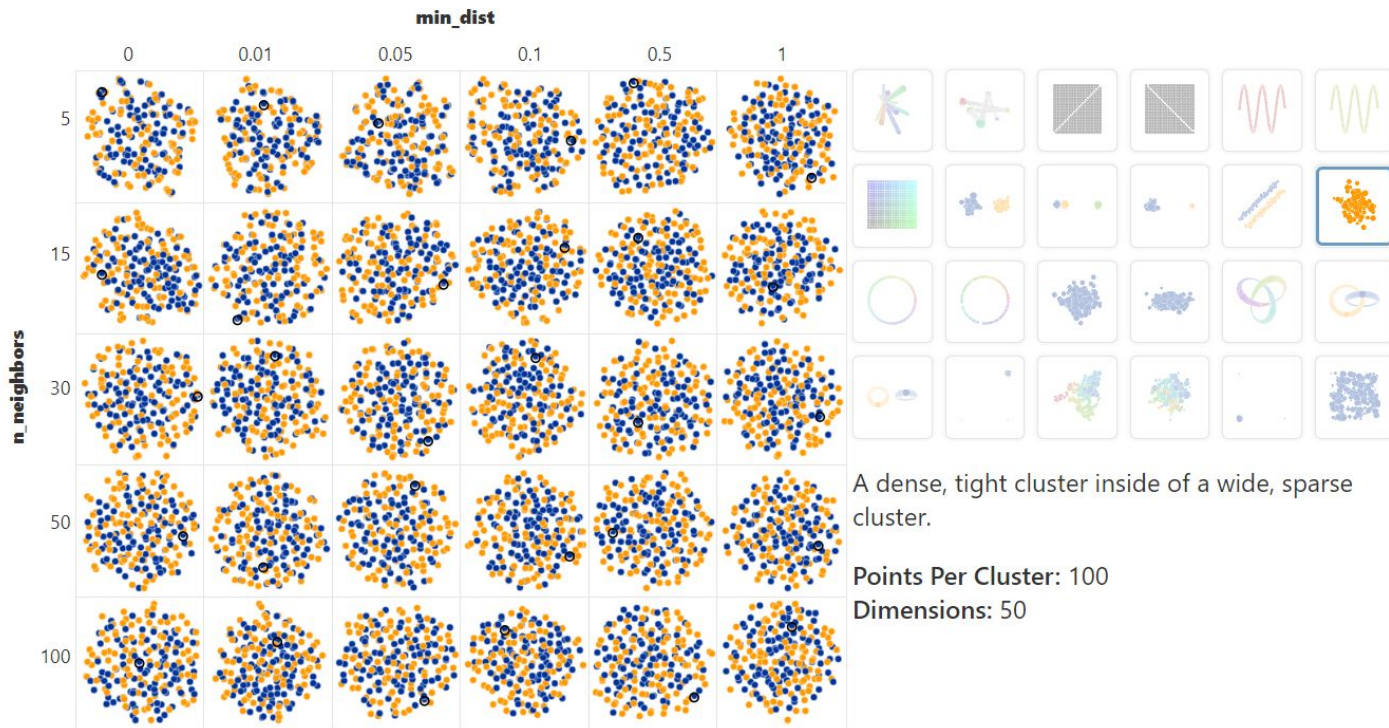 min_dist
0 0.01 0.05 0.1 0.5 1
n_neighbors
5
15
30
50
100
A dense, tight cluster inside of a wide, sparse
cluster.
Points Per Cluster: 100
Dimensions: 50